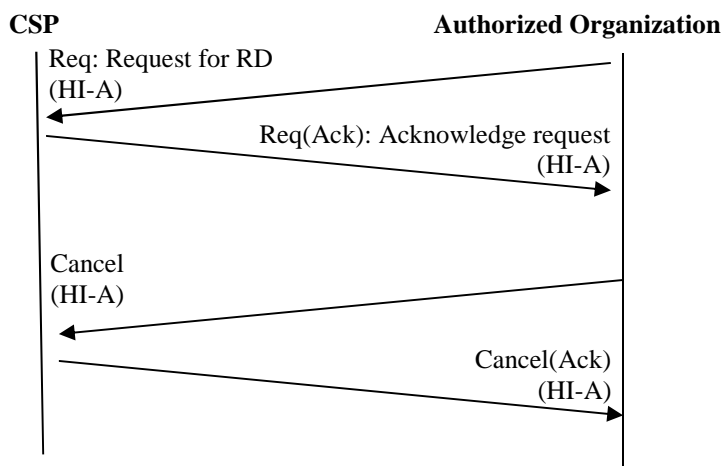 CSP
Authorized Organization
Req: Request for RD
(HI-A)
Req(Ack): Acknowledge request
(HI-A)
Cancel
(HI-A)
Cancel(Ack)
(HI-A)